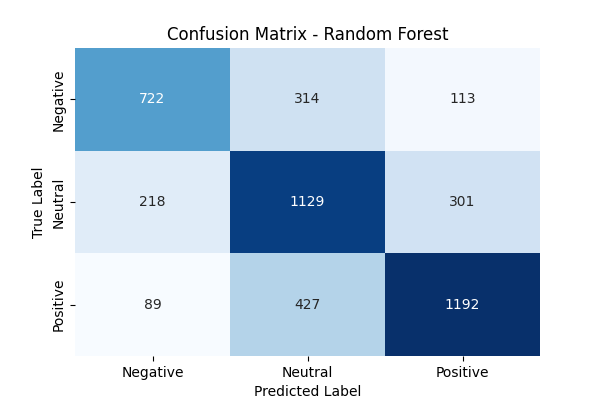 Confusion Matrix - Random Forest
True Label
Negative
722 314 113
Neutral
218 1129 301
Positive
89 427 1192
Negative Neutral Positive
Predicted Label